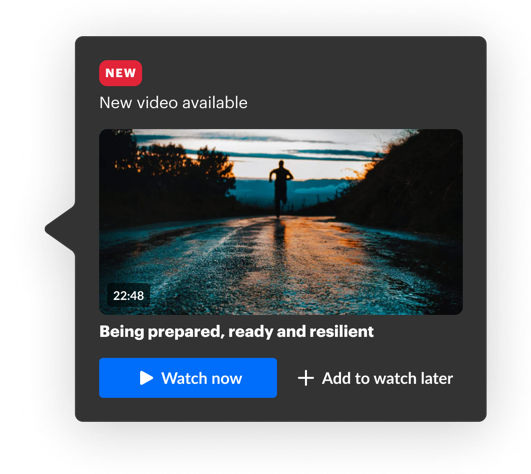 NEW
New video available
22:48
Being prepared, ready and resilient
Watch now
Add to watch later